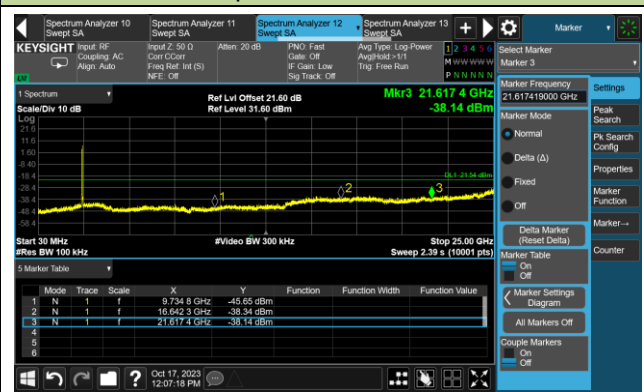 Spectrum Analyzer 10
Swept SA
Spectrum Analyzer 11
Swept SA
Spectrum Analyzer 12
Swept SA
Spectrum Analyzer 13
Swept SA
Marker
KEYSIGHT
Input: RF
Coupling: AC
Align: Auto
Input Z: 50 Ω
Corr CCorr
Freq Ref: Int (S)
NFE: Off
Atten: 20 dB
PNO: Fast
Gate: Off
IF Gain: Low
Sig Track: Off
Avg Type: Log-Power
Avg|Hold:>1/1
Trig: Free Run
1 2 3 4 5 6
M W W W W W
P N N N N N
Select Marker
Marker 3
1 Spectrum
Scale/Div 10 dB
Ref Lvl Offset 21.60 dB
Ref Level 31.60 dBm
Mkr3 21.617 4 GHz
-38.14 dBm
Log
21.6
11.6
1.60
-8.40
-18.4
-28.4
-38.4
-48.4
-58.4
DL1 -21.54 dBm
1
2
3
Start 30 MHz
#Res BW 100 kHz
#Video BW 300 kHz
Stop 25.00 GHz
Sweep 2.39 s (10001 pts)
5 Marker Table
Mode Trace Scale X Y Function Function Width Function Value
1 N 1 f 9.734 8 GHz -45.65 dBm
2 N 1 f 16.642 3 GHz -38.34 dBm
3 N 1 f 21.617 4 GHz -38.14 dBm
4
5
6
Marker Frequency
21.617419000 GHz
Marker Mode
Normal
Delta (Δ)
Fixed
Off
Delta Marker
(Reset Delta)
Marker Table
On
Off
Marker Settings
Diagram
All Markers Off
Couple Markers
On
Off
Settings
Peak
Search
Pk Search
Config
Properties
Marker
Function
Marker→
Counter
Oct 17, 2023
12:07:18 PM